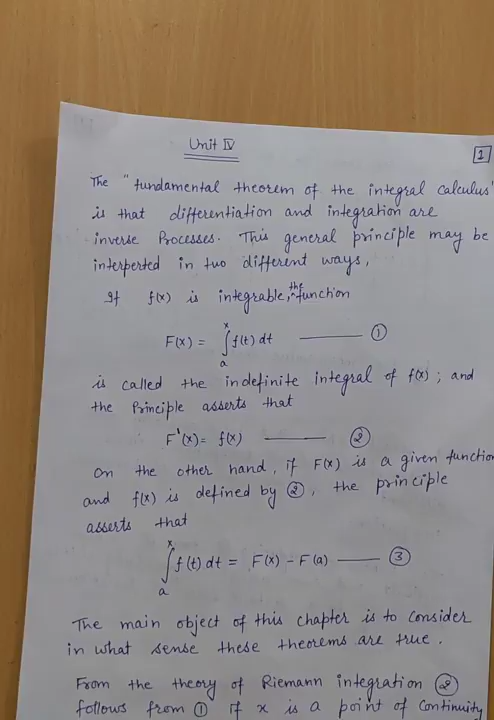 Unit IV
1
The "fundamental theorem of the integral calculus"
is that differentiation and integration are
inverse Processes. This general principle may be
interperted in two different ways,
If f(x) is integrable, the function
F(x) = ∫ₐˣ f(t) dt ——— ①
is called the indefinite integral of f(x) ; and
the Principle asserts that
F'(x) = f(x) ——— ②
On the other hand, if F(x) is a given function
and f(x) is defined by ②, the principle
asserts that
∫ₐˣ f(t) dt = F(x) - F(a) ——— ③
The main object of this chapter is to consider
in what sense these theorems are true.
From the theory of Riemann integration ②
follows from ① if x is a point of Continuity